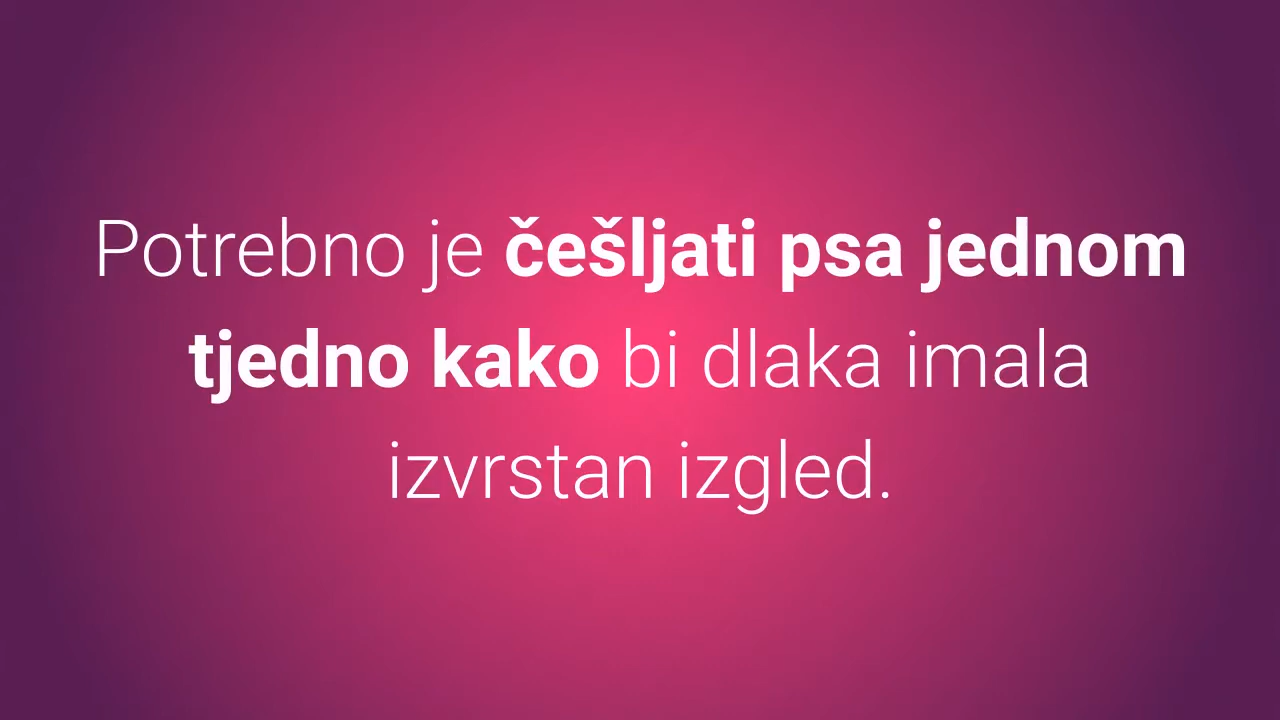 Potrebno je češljati psa jednom
tjedno kako bi dlaka imala
izvrstan izgled.